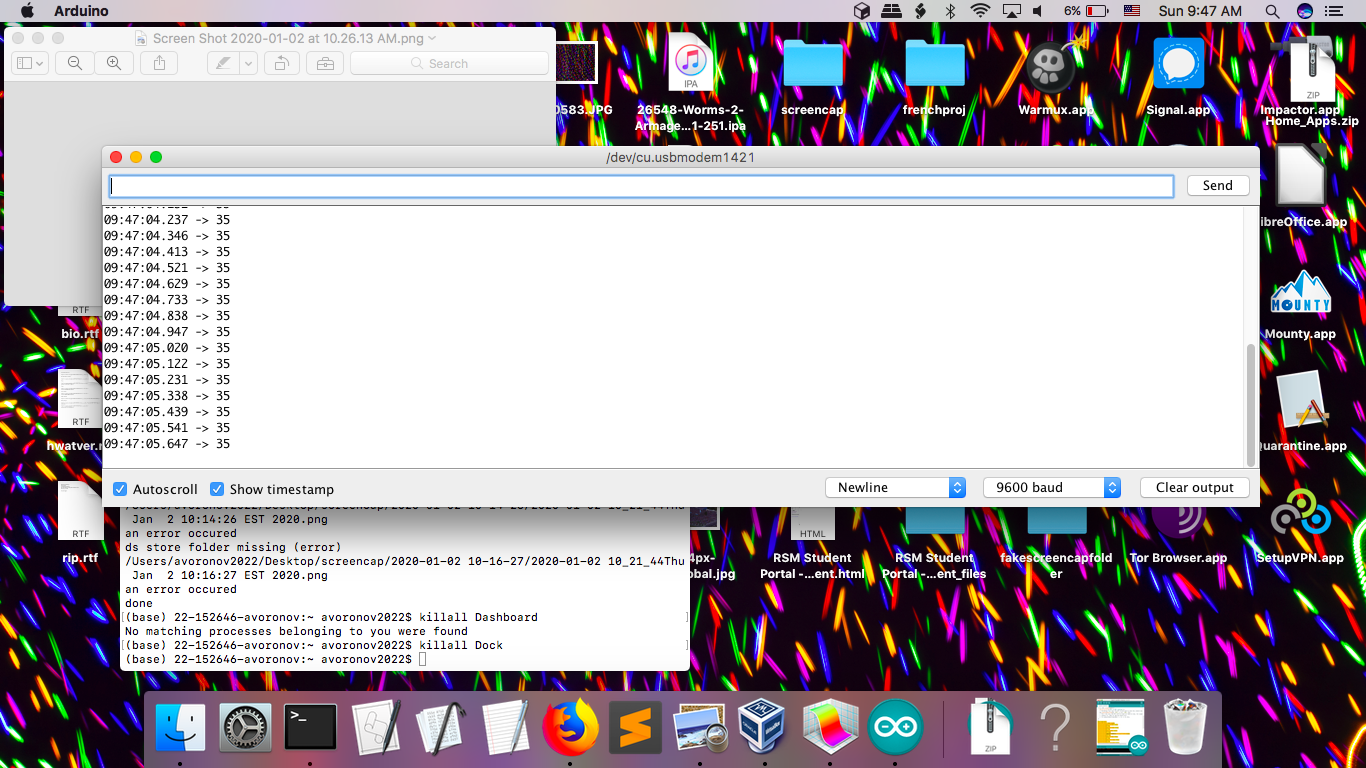 Arduino
6%
Sun 9:47 AM
Screen Shot 2020-01-02 at 10.26.13 AM.png
Search
0583.JPG
IPA
26548-Worms-2-
Armage...1-251.ipa
screencap
frenchproj
Warmux.app
Signal.app
ZIP
Impactor.app
Home_Apps.zip
/dev/cu.usbmodem1421
Send
09:47:04.237 -> 35
09:47:04.346 -> 35
09:47:04.413 -> 35
09:47:04.521 -> 35
09:47:04.629 -> 35
09:47:04.733 -> 35
09:47:04.838 -> 35
09:47:04.947 -> 35
09:47:05.020 -> 35
09:47:05.122 -> 35
09:47:05.231 -> 35
09:47:05.338 -> 35
09:47:05.439 -> 35
09:47:05.541 -> 35
09:47:05.647 -> 35
Autoscroll
Show timestamp
Newline
9600 baud
Clear output
ibreOffice.app
MOUNTY
Mounty.app
Quarantine.app
SetupVPN.app
RTF
bio.rtf
RTF
hwatver.r
RTF
rip.rtf
Jan 2 10:14:26 EST 2020.png
an error occured
ds store folder missing (error)
/Users/avoronov2022/Desktop/screencap/2020-01-02 10-16-27/2020-01-02 10_21_44Thu
Jan 2 10:16:27 EST 2020.png
an error occured
done
[(base) 22-152646-avoronov:~ avoronov2022$ killall Dashboard ]
No matching processes belonging to you were found
[(base) 22-152646-avoronov:~ avoronov2022$ killall Dock ]
(base) 22-152646-avoronov:~ avoronov2022$
4px-
obal.jpg
HTML
RSM Student
Portal -...ent.html
RSM Student
Portal -...ent_files
fakescreencapfold
er
Tor Browser.app
>_
ZIP
?